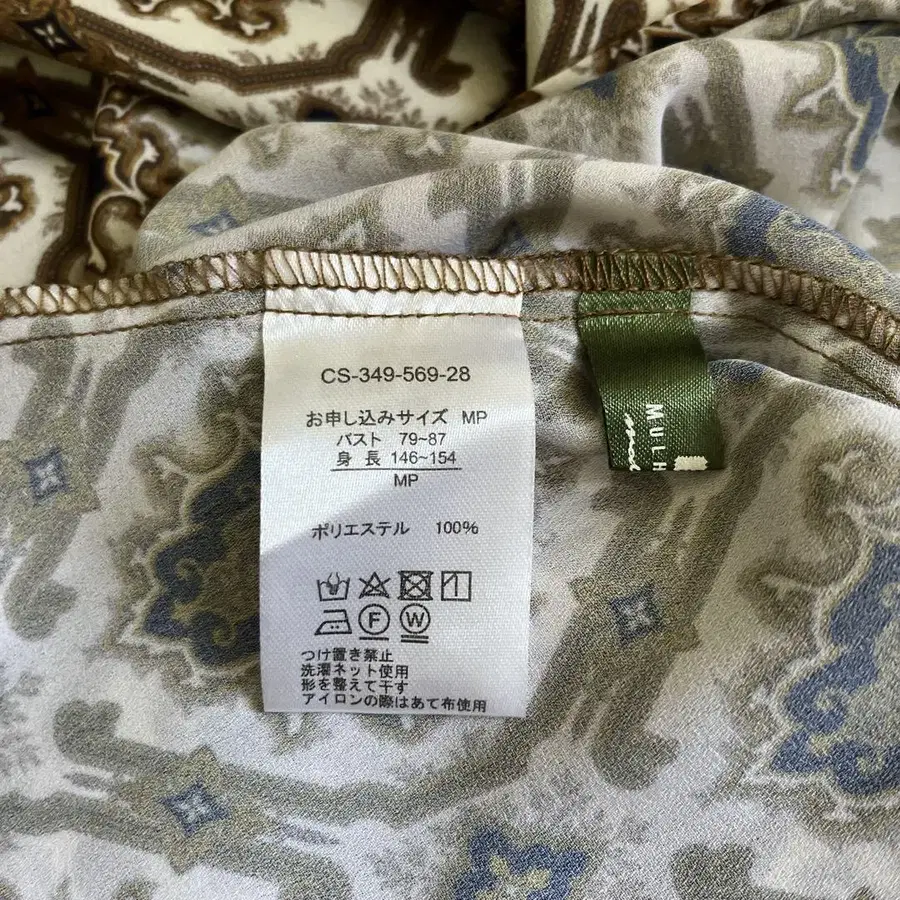 CS-349-569-28
お申し込みサイズ MP
バスト 79~87
身長 146~154
MP
ポリエステル 100%
F W
つけ置き禁止
洗濯ネット使用
形を整えて干す
アイロンの際はあて布使用